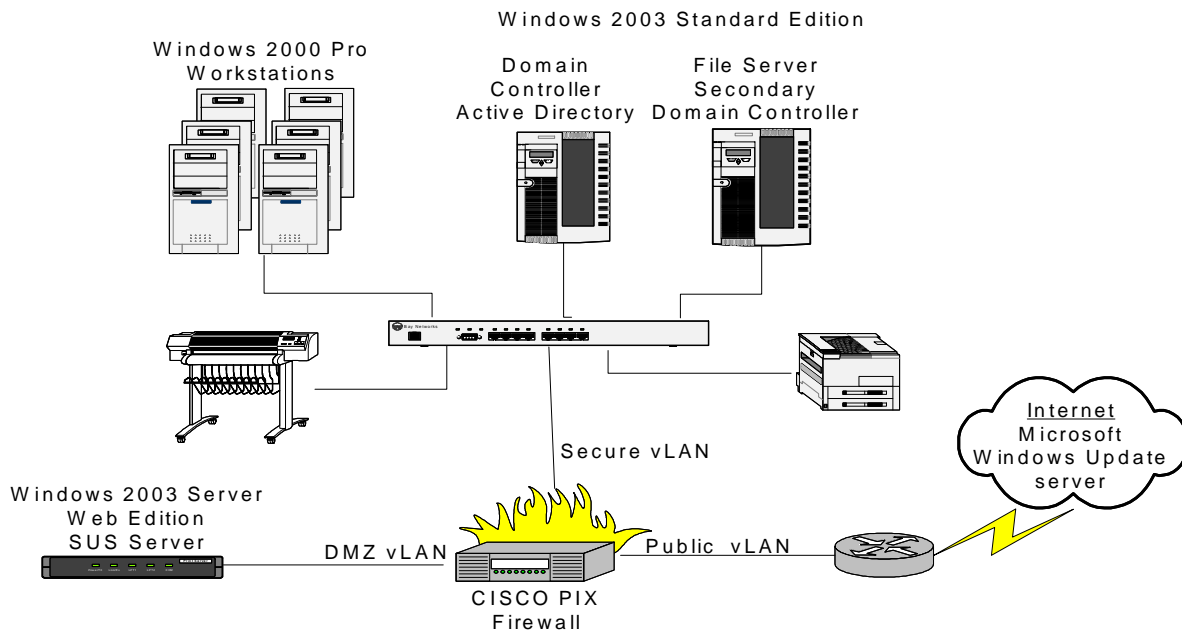 Windows 2003 Standard Edition
Windows 2000 Pro
Workstations
Domain
Controller
Active Directory
File Server
Secondary
Domain Controller
Bay Networks
Secure vLAN
Internet
Microsoft
Windows Update
server
Windows 2003 Server
Web Edition
SUS Server
DMZ vLAN
Public vLAN
CISCO PIX
Firewall